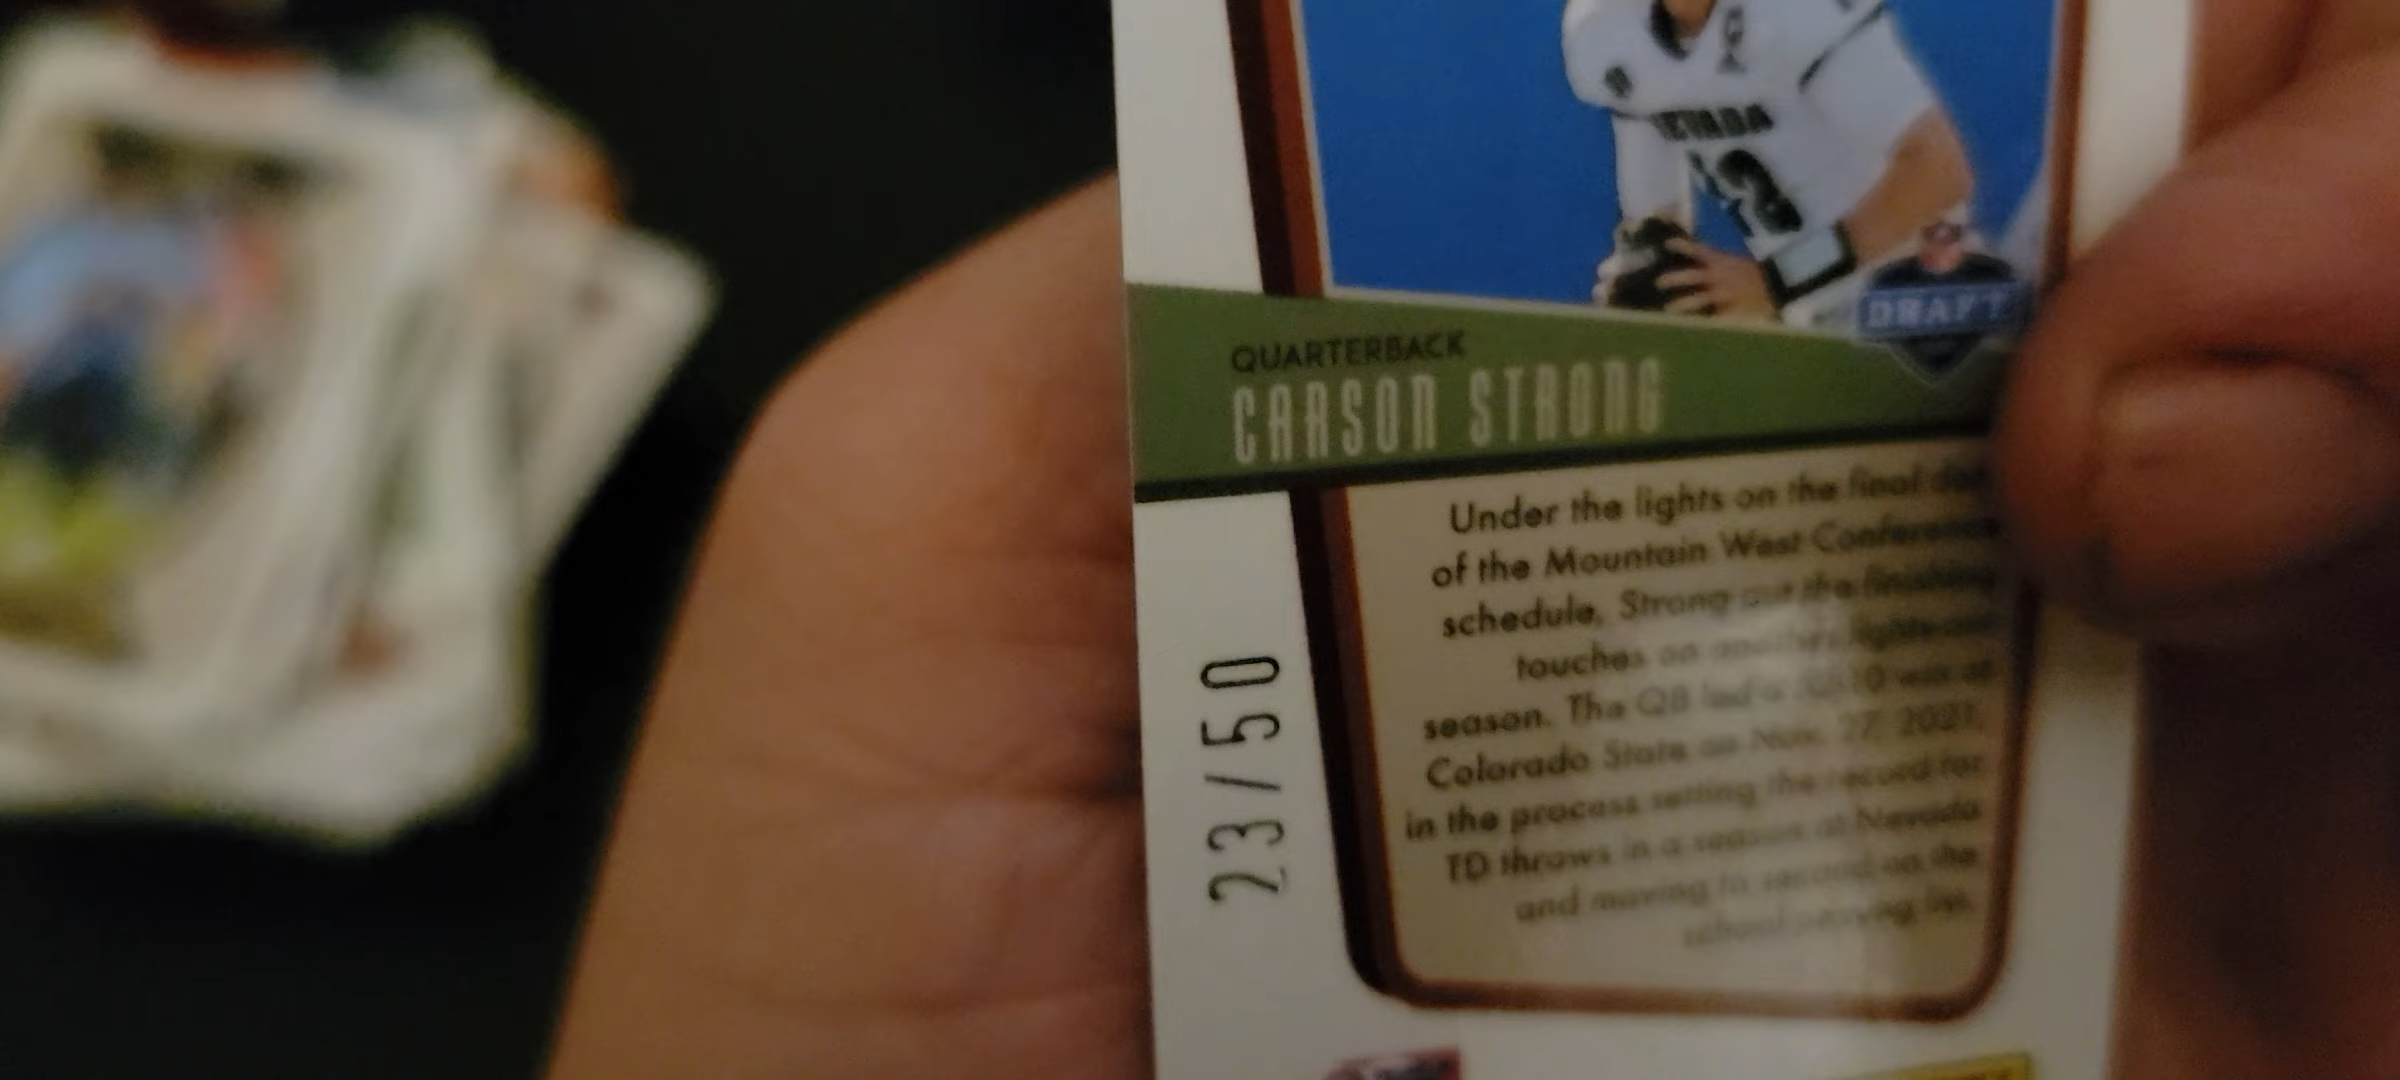 NEVADA
12
DRAFT
QUARTERBACK
CARSON STRONG
Under the lights on the final day
of the Mountain West Conference
schedule, Strong put the finishing
touches on another lights-out
season. The QB led a 52-10 win at
Colorado State on Nov. 27, 2021,
in the process setting the record for
TD throws in a season at Nevada
and moving to second on the
school passing list.
23/50